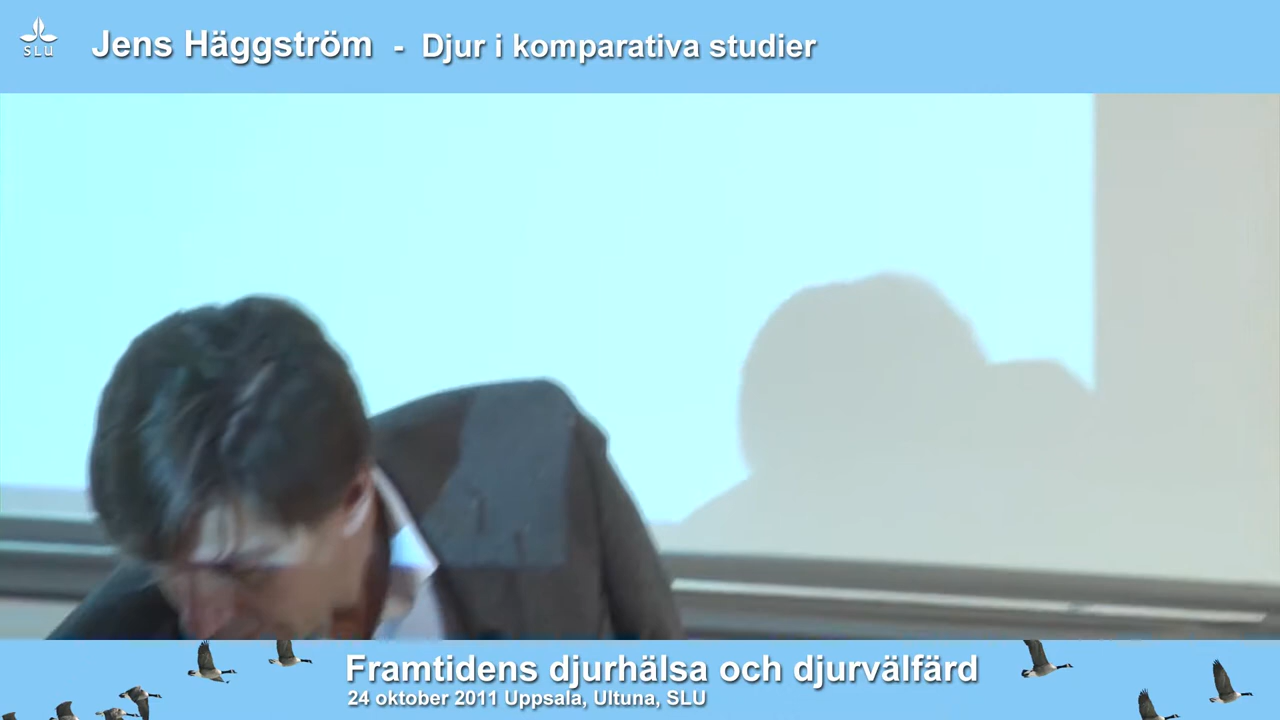 SLU
Jens Häggström - Djur i komparativa studier
Framtidens djurhälsa och djurvälfärd
24 oktober 2011 Uppsala, Ultuna, SLU